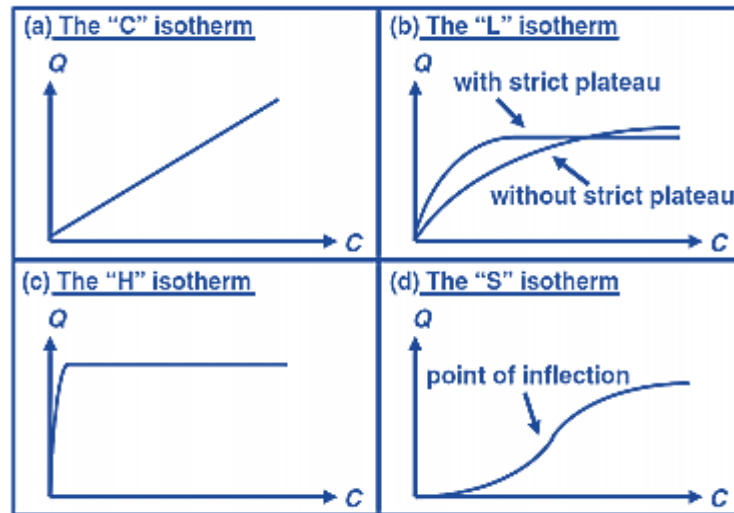 (a) The “C” isotherm
Q
C
(b) The “L” isotherm
Q
with strict plateau
without strict plateau
C
(c) The “H” isotherm
Q
C
(d) The “S” isotherm
Q
point of inflection
C